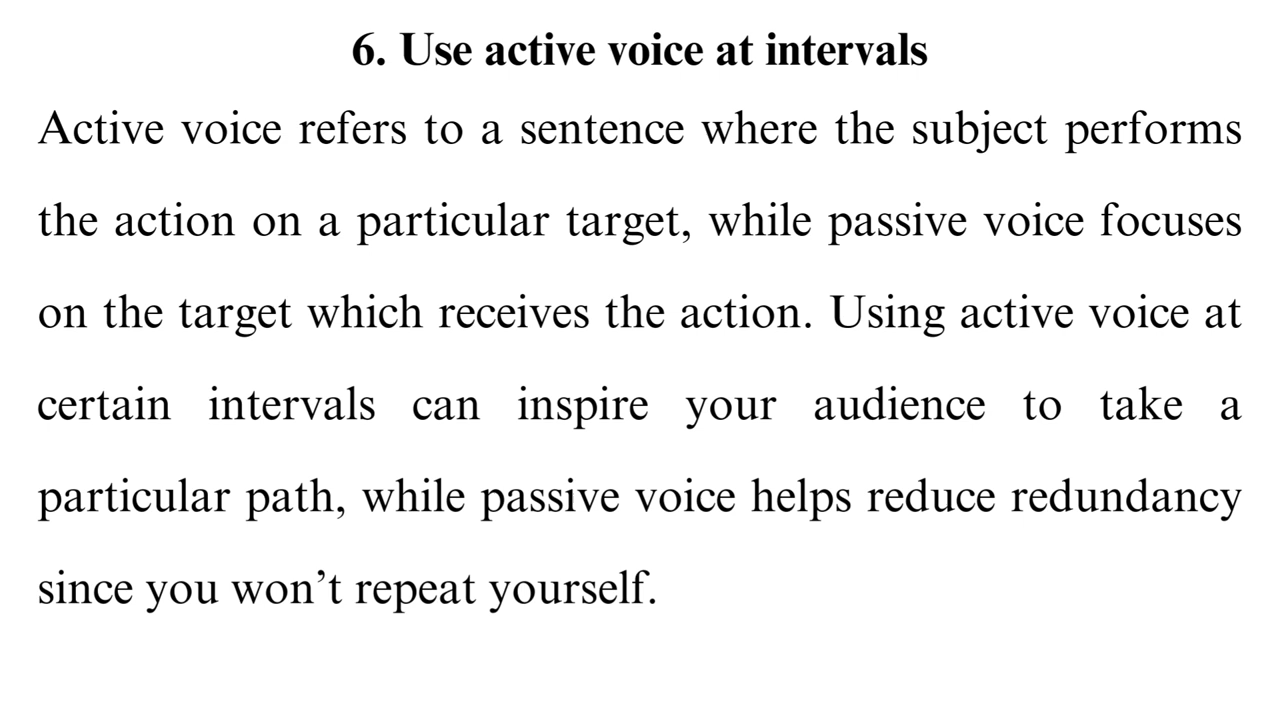 6. Use active voice at intervals
Active voice refers to a sentence where the subject performs
the action on a particular target, while passive voice focuses
on the target which receives the action. Using active voice at
certain intervals can inspire your audience to take a
particular path, while passive voice helps reduce redundancy
since you won’t repeat yourself.